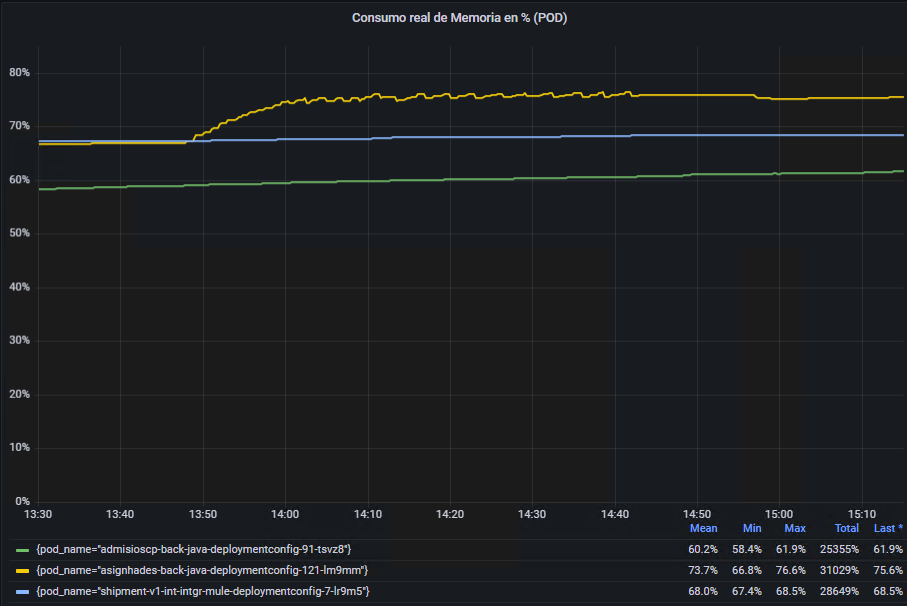 Consumo real de Memoria en % (POD)
80%
70%
60%
50%
40%
30%
20%
10%
0%
13:30 13:40 13:50 14:00 14:10 14:20 14:30 14:40 14:50 15:00 15:10
Mean Min Max Total Last *
{pod_name="admisioscp-back-java-deploymentconfig-91-tsvz8"} 60.2% 58.4% 61.9% 25355% 61.9%
{pod_name="asignhades-back-java-deploymentconfig-121-lm9mm"} 73.7% 66.8% 76.6% 31029% 75.6%
{pod_name="shipment-v1-int-intgr-mule-deploymentconfig-7-lr9m5"} 68.0% 67.4% 68.5% 28649% 68.5%